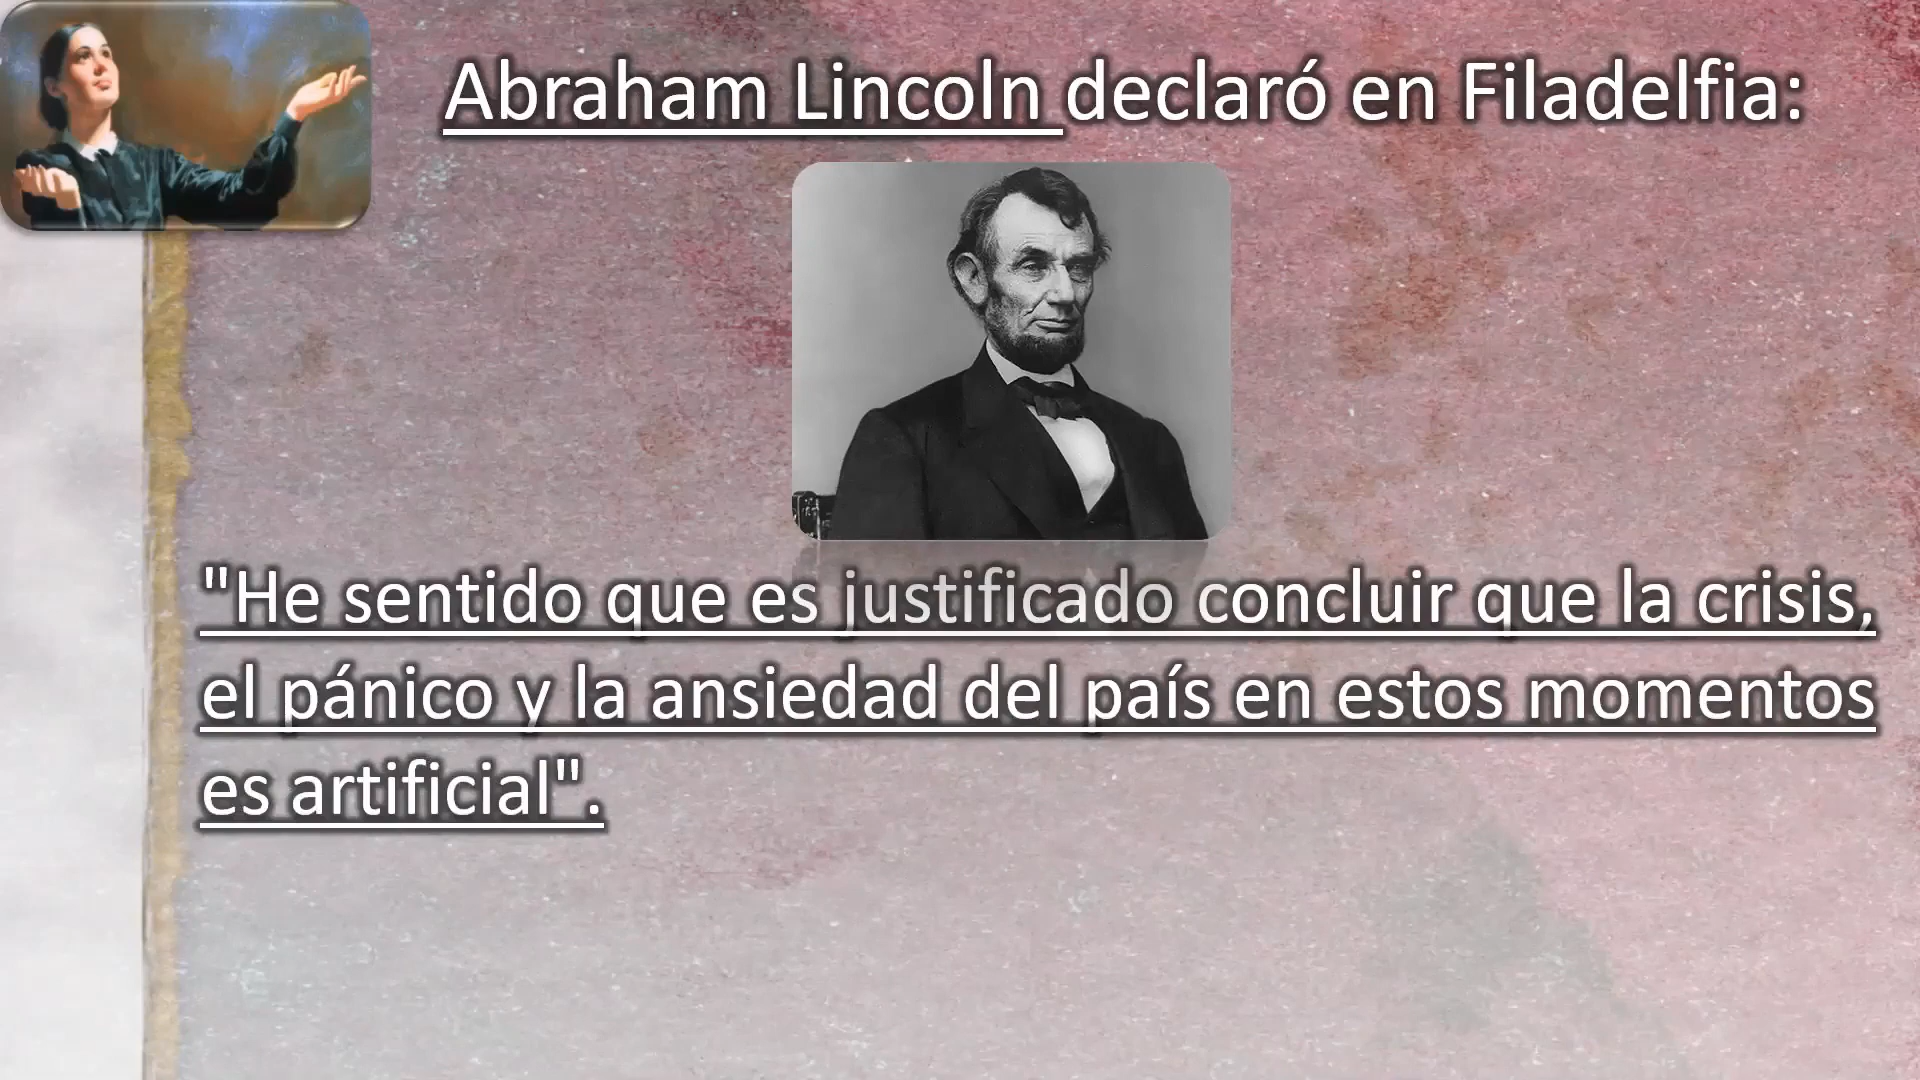 Abraham Lincoln declaró en Filadelfia:
"He sentido que es justificado concluir que la crisis,
el pánico y la ansiedad del país en estos momentos
es artificial".